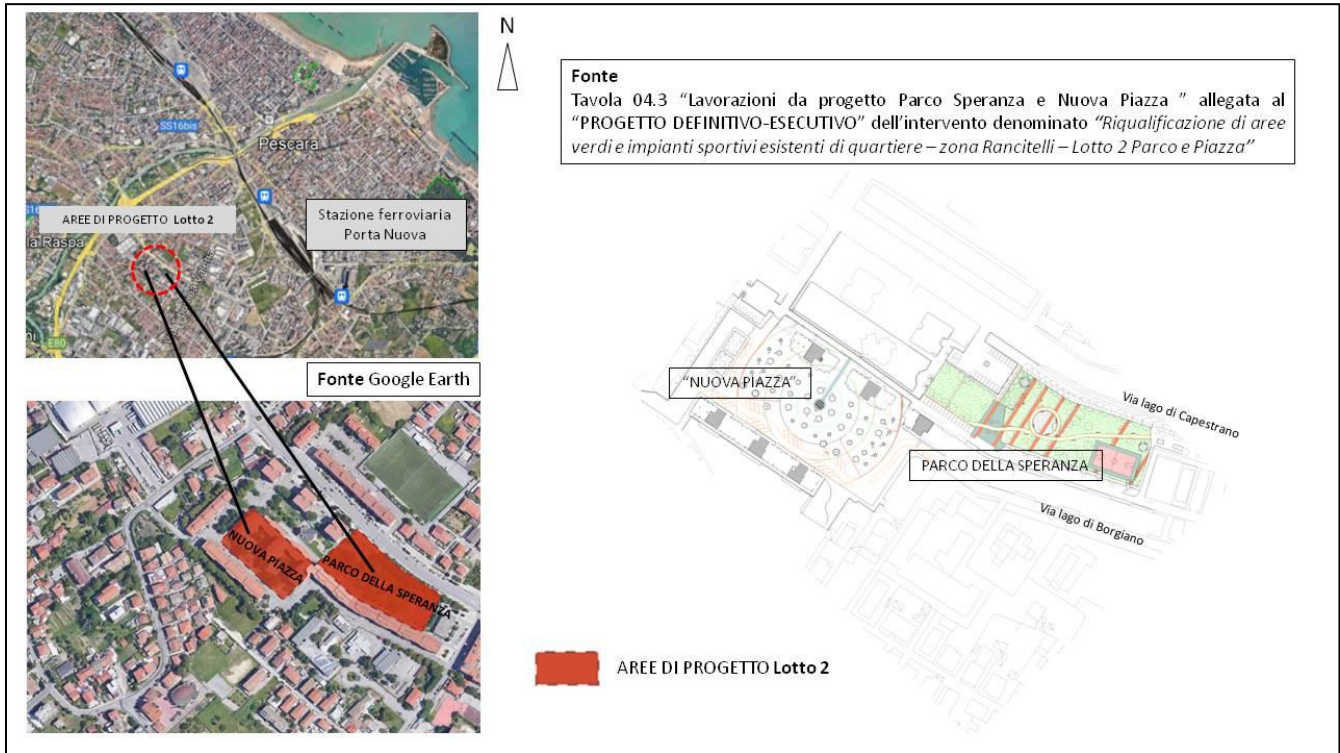 N
Fonte
Tavola 04.3 “Lavorazioni da progetto Parco Speranza e Nuova Piazza ” allegata al
“PROGETTO DEFINITIVO-ESECUTIVO” dell’intervento denominato “Riqualificazione di aree
verdi e impianti sportivi esistenti di quartiere – zona Rancitelli – Lotto 2 Parco e Piazza”
SS16bis
Pescara
AREE DI PROGETTO Lotto 2
Stazione ferroviaria
Porta Nuova
la Raspa
E80
Fonte Google Earth
NUOVA PIAZZA
PARCO DELLA SPERANZA
“NUOVA PIAZZA”
Via lago di Capestrano
PARCO DELLA SPERANZA
Via lago di Borgiano
AREE DI PROGETTO Lotto 2